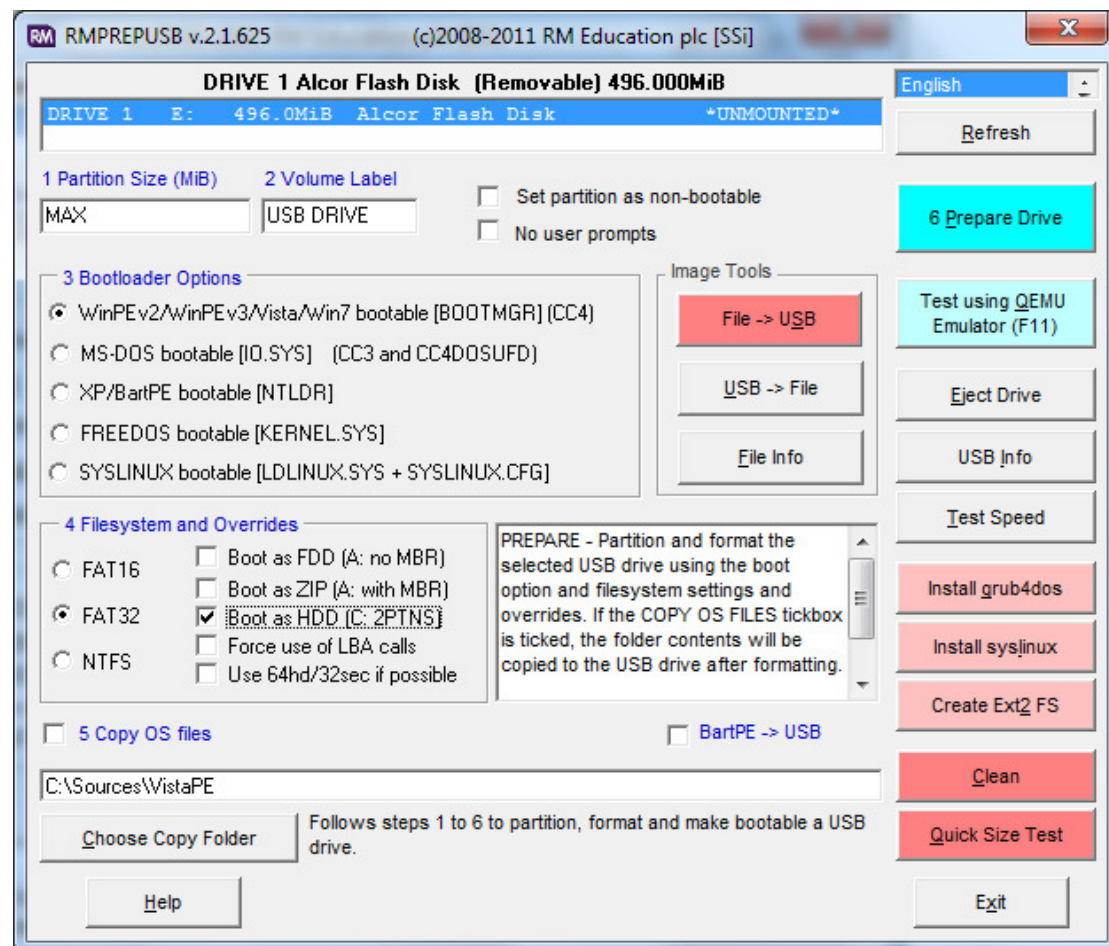 RM RMPREPUSB v.2.1.625 (c)2008-2011 RM Education plc [SSi] X
DRIVE 1 Alcor Flash Disk (Removable) 496.000MiB
English
DRIVE 1 E: 496.0MiB Alcor Flash Disk *UNMOUNTED*
Refresh
1 Partition Size (MiB) 2 Volume Label
MAX USB DRIVE
Set partition as non-bootable
No user prompts
6 Prepare Drive
3 Bootloader Options
WinPEv2/WinPEv3/Vista/Win7 bootable [BOOTMGR] (CC4)
MS-DOS bootable [IO.SYS] (CC3 and CC4DOSUFD)
XP/BartPE bootable [NTLDR]
FREEDOS bootable [KERNEL.SYS]
SYSLINUX bootable [LDLINUX.SYS + SYSLINUX.CFG]
Image Tools
File -> USB
USB -> File
File Info
Test using QEMU
Emulator (F11)
Eject Drive
USB Info
Test Speed
4 Filesystem and Overrides
FAT16
FAT32
NTFS
Boot as FDD (A: no MBR)
Boot as ZIP (A: with MBR)
Boot as HDD (C: 2PTNS)
Force use of LBA calls
Use 64hd/32sec if possible
PREPARE - Partition and format the
selected USB drive using the boot
option and filesystem settings and
overrides. If the COPY OS FILES tickbox
is ticked, the folder contents will be
copied to the USB drive after formatting.
Install grub4dos
Install syslinux
Create Ext2 FS
5 Copy OS files
BartPE -> USB
C:\Sources\VistaPE
Clean
Choose Copy Folder
Follows steps 1 to 6 to partition, format and make bootable a USB
drive.
Quick Size Test
Help
Exit